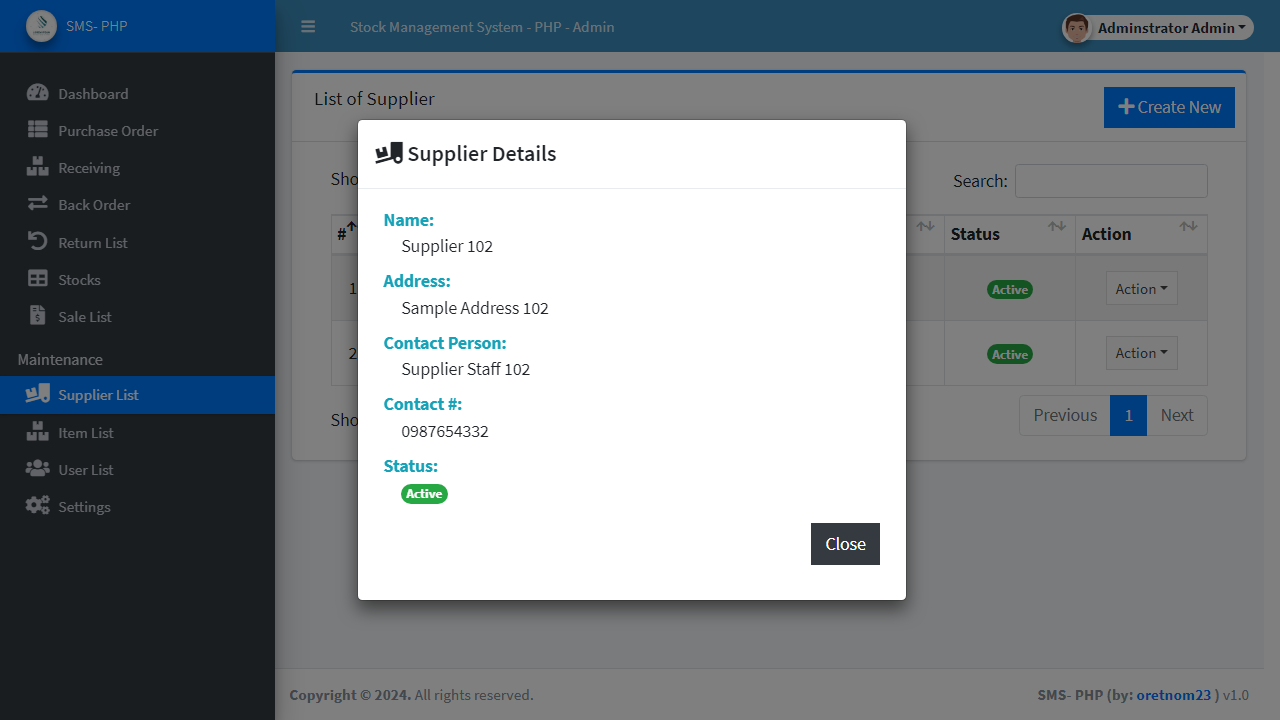 SMS- PHP
Stock Management System - PHP - Admin
Adminstrator Admin
Dashboard
Purchase Order
Receiving
Back Order
Return List
Stocks
Sale List
Maintenance
Supplier List
Item List
User List
Settings
List of Supplier
Create New
Sho
Search:
#
Status
Action
1
Active
Action
2
Active
Action
Sho
Previous
1
Next
Supplier Details
Name:
Supplier 102
Address:
Sample Address 102
Contact Person:
Supplier Staff 102
Contact #:
0987654332
Status:
Active
Close
Copyright © 2024. All rights reserved.
SMS- PHP (by: oretnom23 ) v1.0